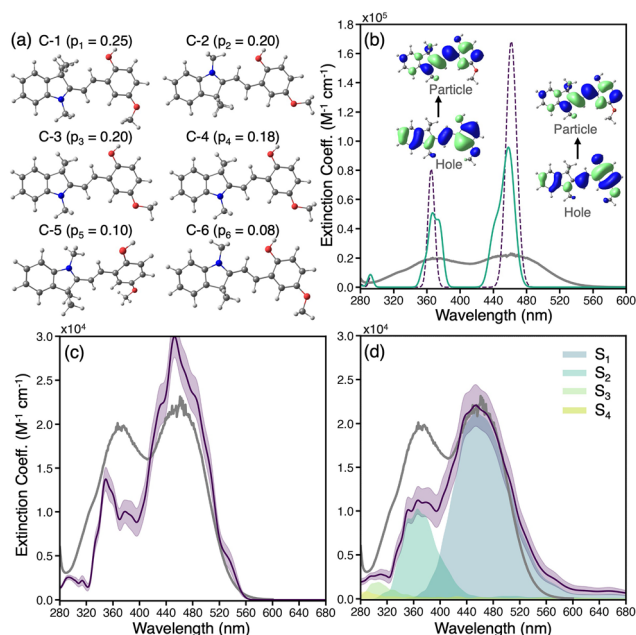 (a)
C-1 (p1 = 0.25)
C-2 (p2 = 0.20)
C-3 (p3 = 0.20)
C-4 (p4 = 0.18)
C-5 (p5 = 0.10)
C-6 (p6 = 0.08)
x10⁵
(b)
Extinction Coeff. (M⁻¹ cm⁻¹)
1.8
1.6
1.4
1.2
1.0
0.8
0.6
0.4
0.2
0.0
Particle
Hole
Particle
Hole
280 320 360 400 440 480 520 560 600
Wavelength (nm)
x10⁴
(c)
Extinction Coeff. (M⁻¹ cm⁻¹)
3.0
2.5
2.0
1.5
1.0
0.5
0.0
280 320 360 400 440 480 520 560 600 640 680
Wavelength (nm)
x10⁴
(d)
3.0
2.5
2.0
1.5
1.0
0.5
0.0
S₁
S₂
S₃
S₄
280 320 360 400 440 480 520 560 600 640 680
Wavelength (nm)